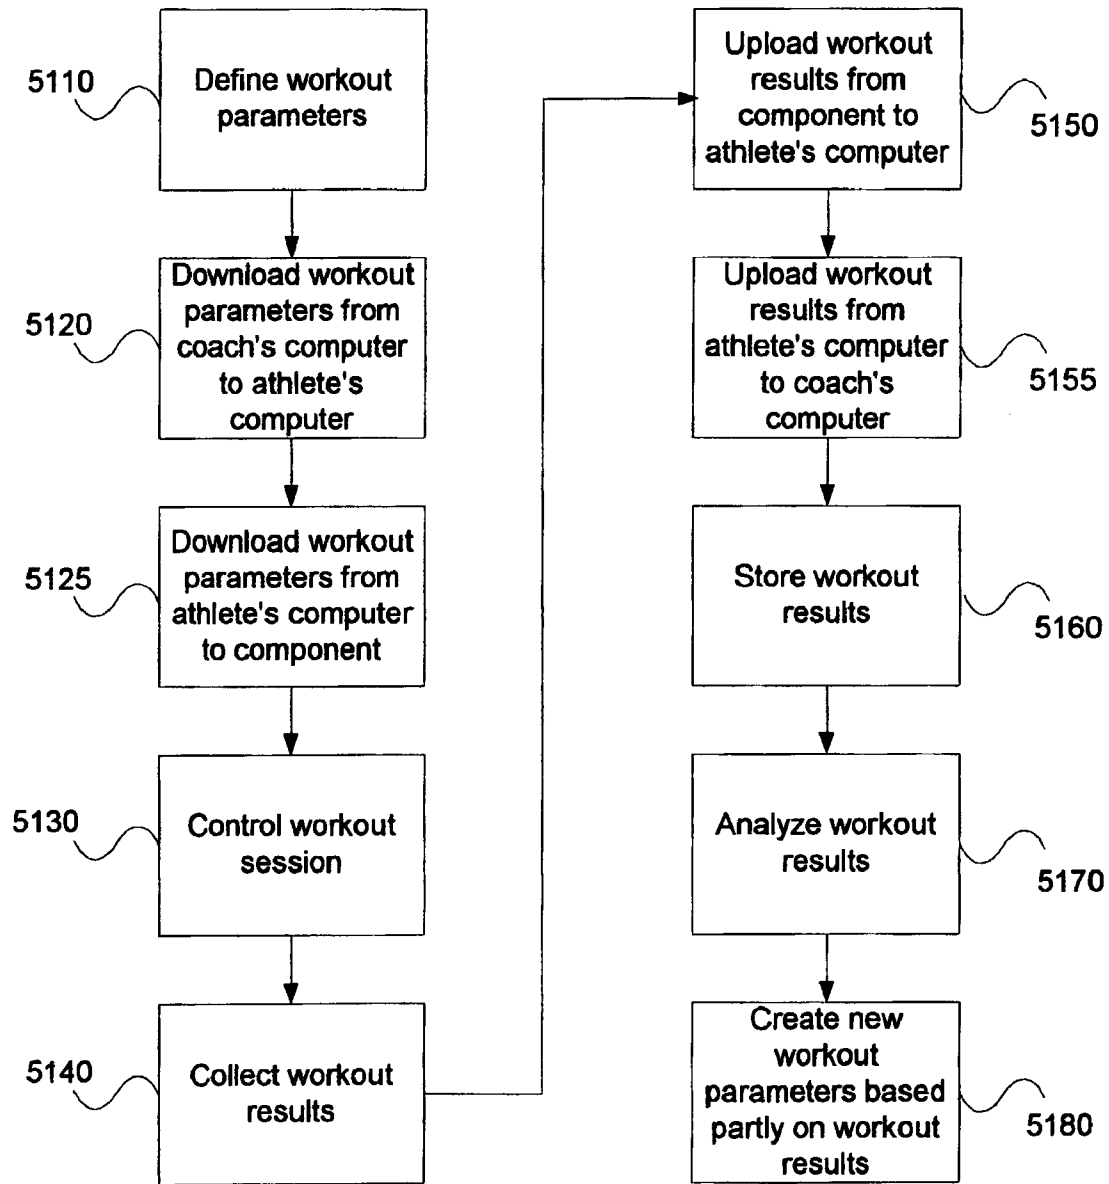 5110
Define workout
parameters
5120
Download workout
parameters from
coach's computer
to athlete's
computer
5125
Download workout
parameters from
athlete's computer
to component
5130
Control workout
session
5140
Collect workout
results
Upload workout
results from
component to
athlete's computer
5150
Upload workout
results from
athlete's computer
to coach's
computer
5155
Store workout
results
5160
Analyze workout
results
5170
Create new
workout
parameters based
partly on workout
results
5180